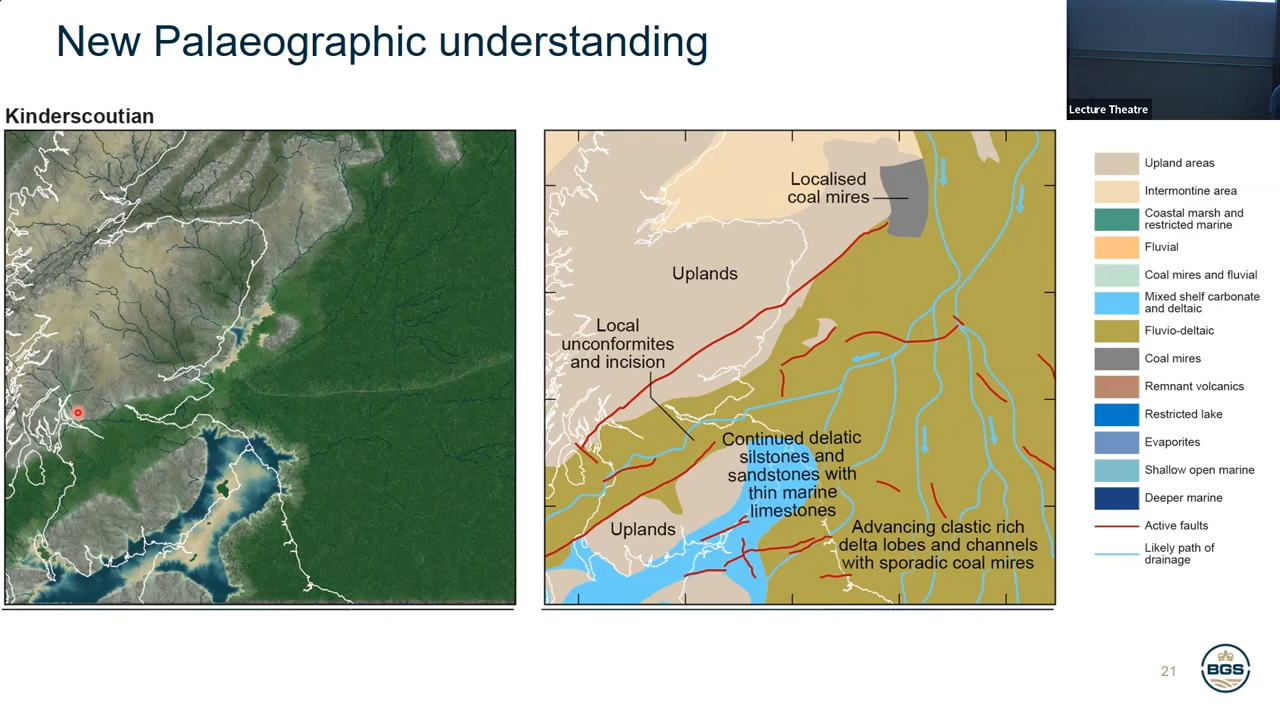 New Palaeographic understanding
Lecture Theatre
Kinderscoutian
Localised
coal mires
Uplands
Local
unconformites
and incision
Continued delatic
silstones and
sandstones with
thin marine
limestones
Uplands
Advancing clastic rich
delta lobes and channels
with sporadic coal mires
Upland areas
Intermontine area
Coastal marsh and
restricted marine
Fluvial
Coal mires and fluvial
Mixed shelf carbonate
and deltaic
Fluvio-deltaic
Coal mires
Remnant volcanics
Restricted lake
Evaporites
Shallow open marine
Deeper marine
Active faults
Likely path of
drainage
21
BGS